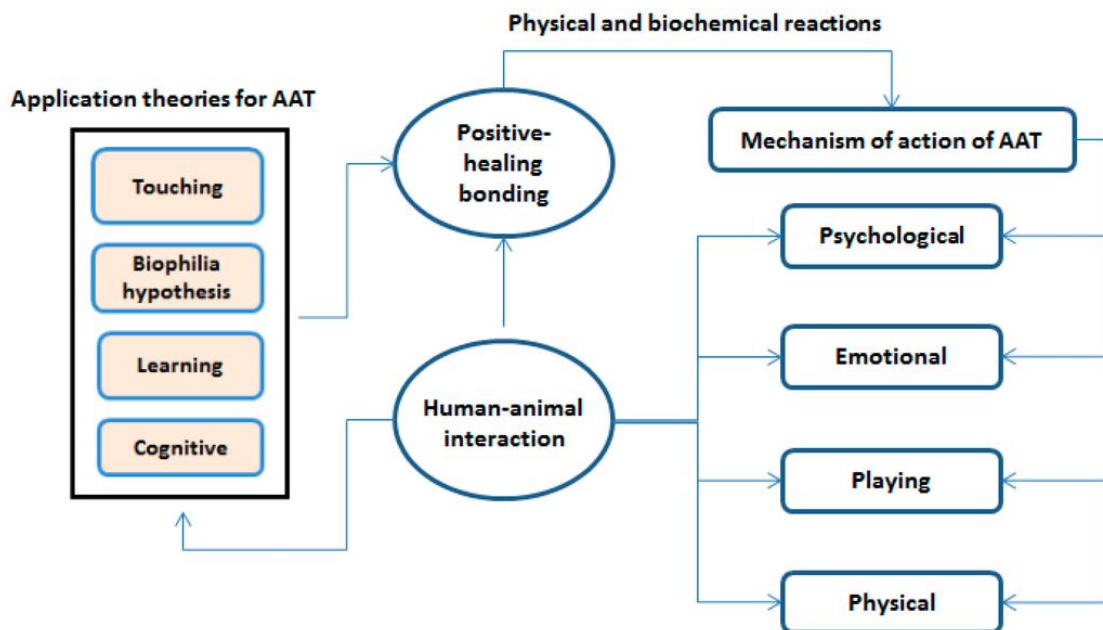 Physical and biochemical reactions
Application theories for AAT
Touching
Biophilia
hypothesis
Learning
Cognitive
Positive-
healing
bonding
Human-animal
interaction
Mechanism of action of AAT
Psychological
Emotional
Playing
Physical